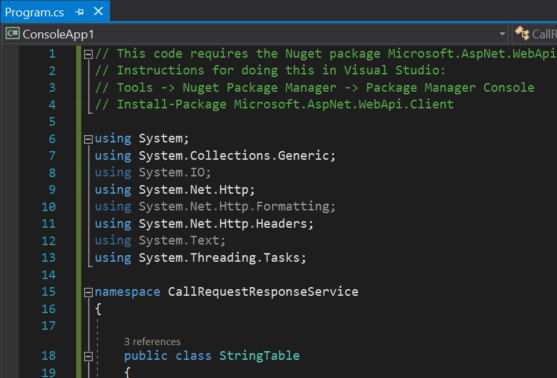 Program.cs
ConsoleApp1
1 // This code requires the Nuget package Microsoft.AspNet.WebApi
2 // Instructions for doing this in Visual Studio:
3 // Tools -> Nuget Package Manager -> Package Manager Console
4 // Install-Package Microsoft.AspNet.WebApi.Client
5
6 using System;
7 using System.Collections.Generic;
8 using System.IO;
9 using System.Net.Http;
10 using System.Net.Http.Formatting;
11 using System.Net.Http.Headers;
12 using System.Text;
13 using System.Threading.Tasks;
14
15 namespace CallRequestResponseService
16 {
17
3 references
18 public class StringTable
19 {